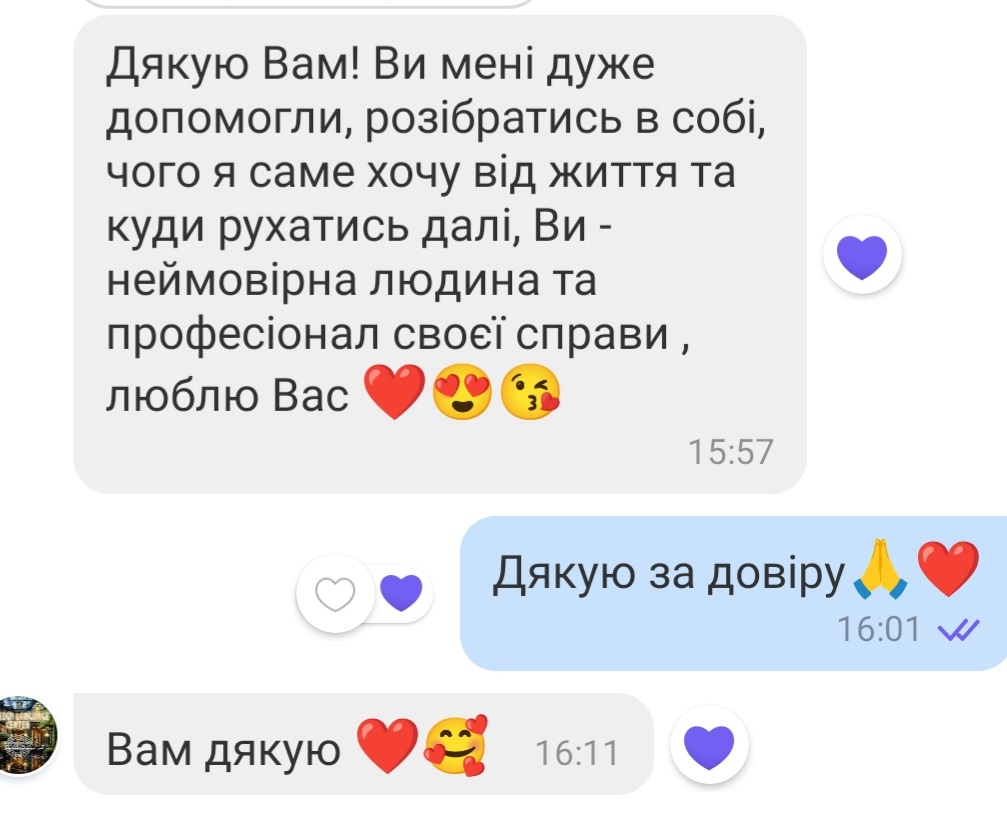 Дякую Вам! Ви мені дуже
допомогли, розібратись в собі,
чого я саме хочу від життя та
куди рухатись далі, Ви -
неймовірна людина та
професіонал своєї справи ,
люблю Вас ❤️😍😘
15:57
Дякую за довіру🙏❤️
16:01
Вам дякую ❤️🥰 16:11